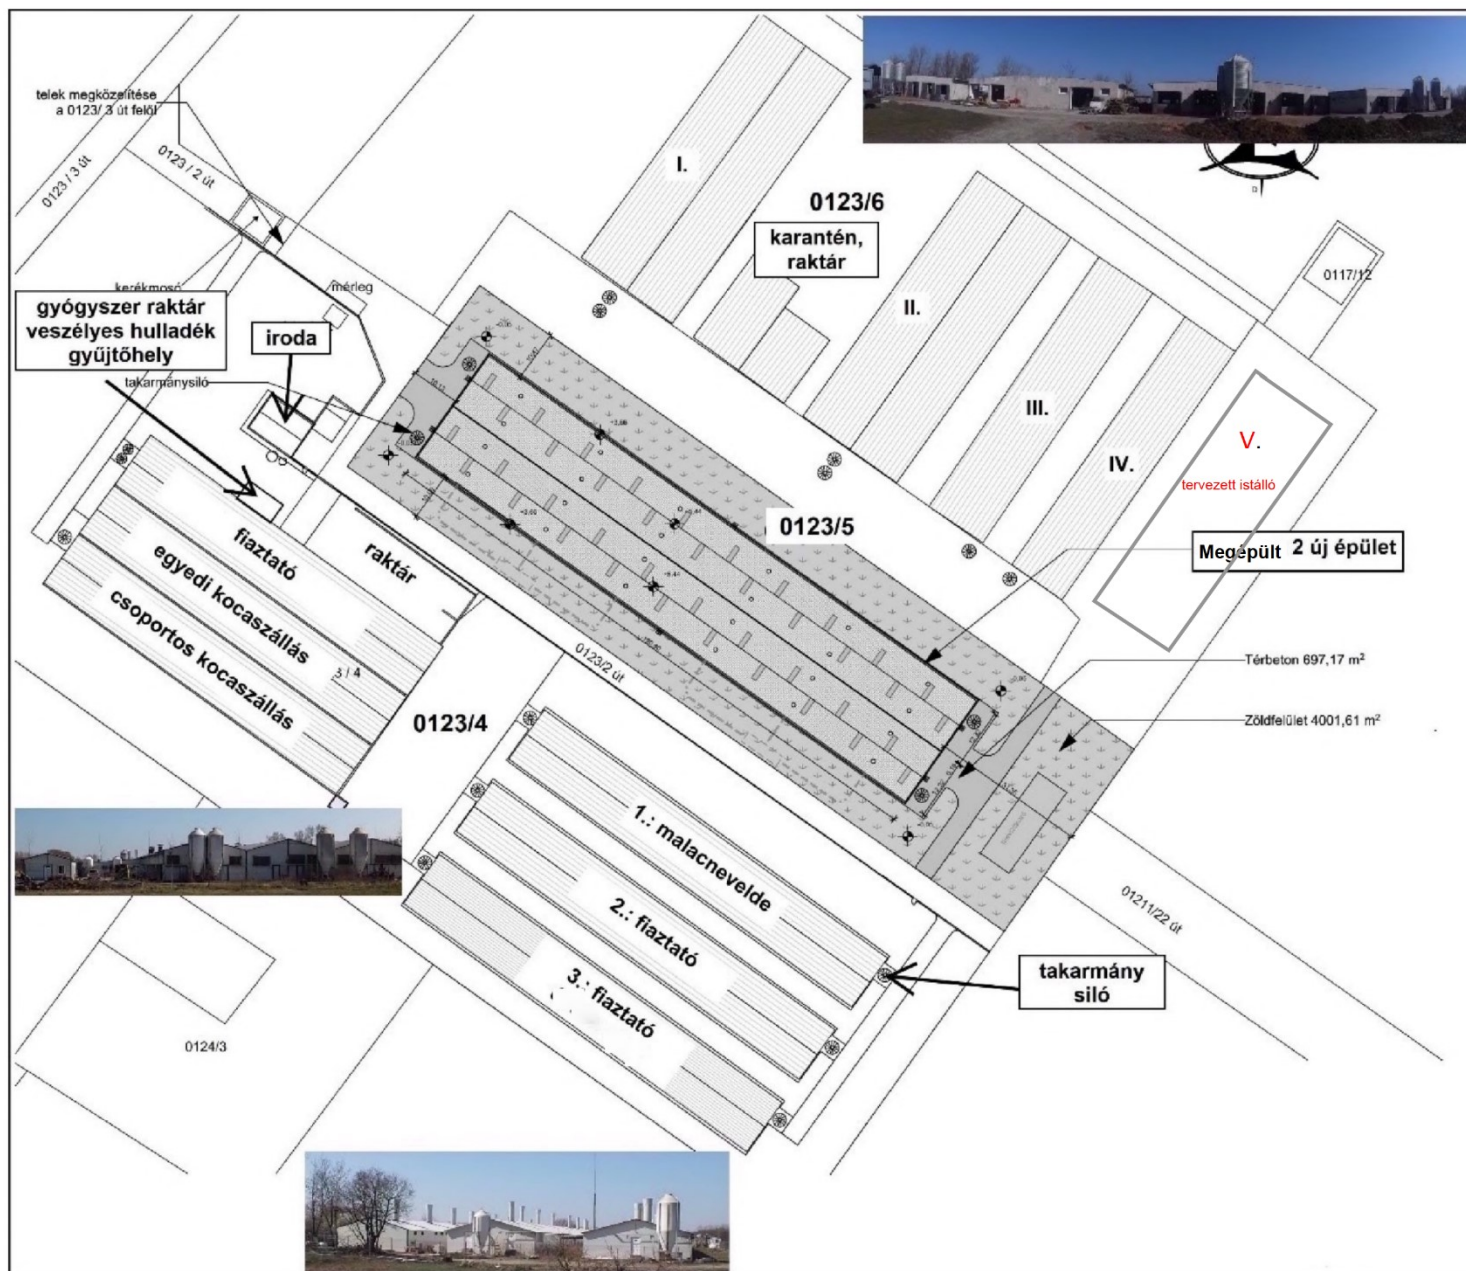 telek megközelítése
a 0123/ 3 út felől
0123 / 3 út
0123 / 2 út
I.
0123/6
karantén,
raktár
0117/12
kerékmosó
mérleg
gyógyszer raktár
veszélyes hulladék
gyűjtőhely
iroda
takarmánysiló
II.
III.
IV.
V.
tervezett istálló
0123/5
Megépült 2 új épület
fiaztató
egyedi kocaszállás
csoportos kocaszállás
raktár
3 / 4
0123/4
0123/2 út
Térbeton 697,17 m²
Zöldfelület 4001,61 m²
1.: malacnevelde
2.: fiaztató
3.: fiaztató
01211/22 út
takarmány
siló
0124/3